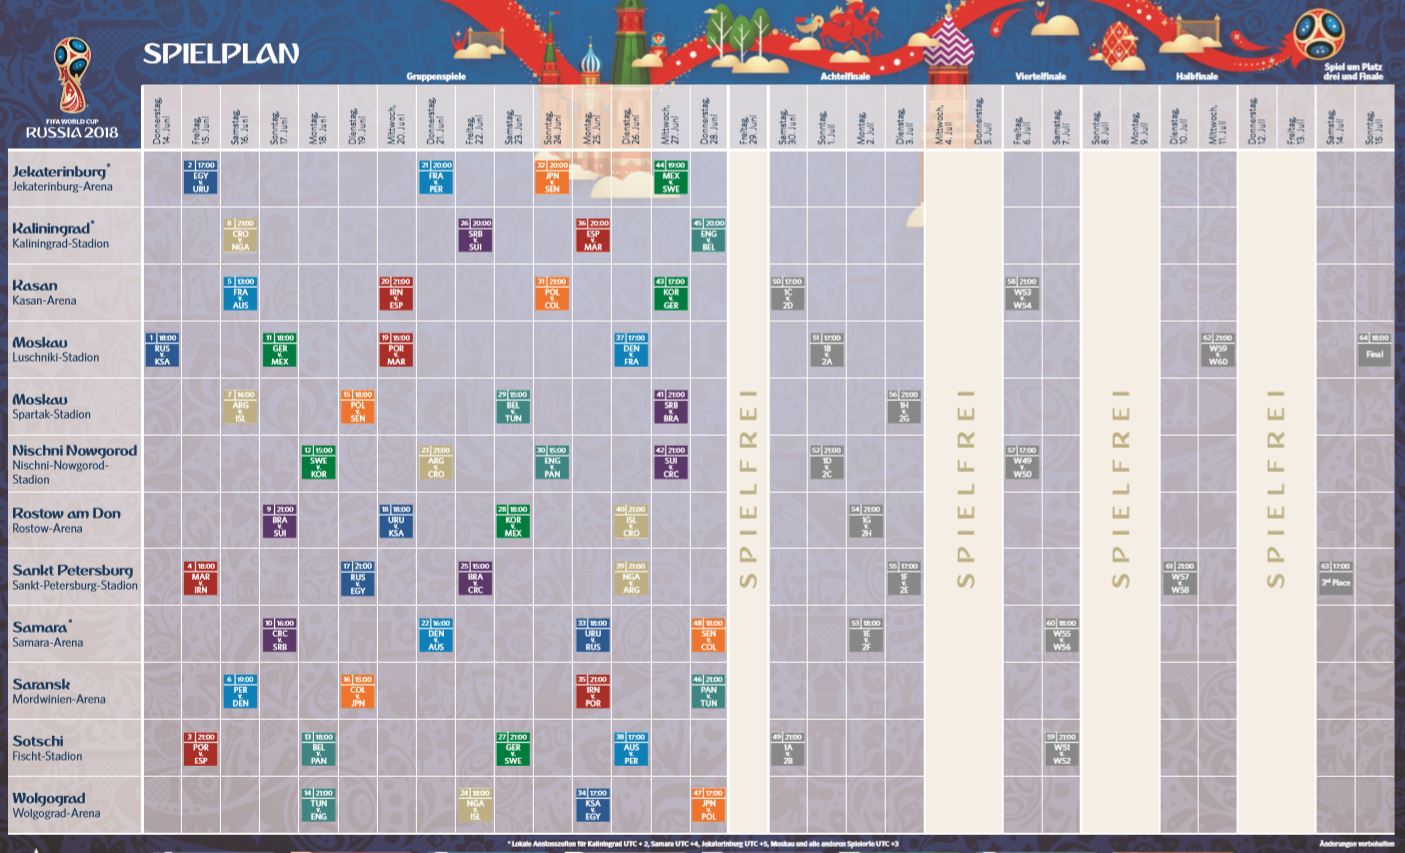 SPIELPLAN
FIFA WORLD CUP
RUSSIA 2018
Gruppenspiele
Achtelfinale
Viertelfinale
Halbfinale
Spiel um Platz
drei und Finale
Donnerstag, 14. Juni
Freitag, 15. Juni
Samstag, 16. Juni
Sonntag, 17. Juni
Montag, 18. Juni
Dienstag, 19. Juni
Mittwoch, 20. Juni
Donnerstag, 21. Juni
Freitag, 22. Juni
Samstag, 23. Juni
Sonntag, 24. Juni
Montag, 25. Juni
Dienstag, 26. Juni
Mittwoch, 27. Juni
Donnerstag, 28. Juni
Freitag, 29. Juni
Samstag, 30. Juni
Sonntag, 1. Juli
Montag, 2. Juli
Dienstag, 3. Juli
Mittwoch, 4. Juli
Donnerstag, 5. Juli
Freitag, 6. Juli
Samstag, 7. Juli
Sonntag, 8. Juli
Montag, 9. Juli
Dienstag, 10. Juli
Mittwoch, 11. Juli
Donnerstag, 12. Juli
Freitag, 13. Juli
Samstag, 14. Juli
Sonntag, 15. Juli
Jekaterinburg*
Jekaterinburg-Arena
2 17:00 EGY v. URU
21 20:00 FRA v. PER
32 20:00 JPN v. SEN
44 19:00 MEX v. SWE
Kaliningrad*
Kaliningrad-Stadion
8 21:00 CRO v. NGA
26 20:00 SRB v. SUI
36 20:00 ESP v. MAR
45 20:00 ENG v. BEL
Kasan
Kasan-Arena
5 13:00 FRA v. AUS
20 21:00 IRN v. ESP
31 21:00 POL v. COL
43 17:00 KOR v. GER
50 17:00 1C v. 2D
58 21:00 W53 v. W54
Moskau
Luschniki-Stadion
1 18:00 RUS v. KSA
11 18:00 GER v. MEX
19 15:00 POR v. MAR
37 17:00 DEN v. FRA
51 17:00 1B v. 2A
62 21:00 W59 v. W60
64 18:00 Final
Moskau
Spartak-Stadion
7 16:00 ARG v. ISL
15 18:00 POL v. SEN
29 15:00 BEL v. TUN
41 21:00 SRB v. BRA
56 21:00 1H v. 2G
Nischni Nowgorod
Nischni-Nowgorod-
Stadion
12 15:00 SWE v. KOR
23 21:00 ARG v. CRO
30 15:00 ENG v. PAN
42 21:00 SUI v. CRC
52 21:00 1D v. 2C
57 17:00 W49 v. W50
Rostow am Don
Rostow-Arena
9 21:00 BRA v. SUI
18 18:00 URU v. KSA
28 18:00 KOR v. MEX
40 21:00 ISL v. CRO
54 21:00 1G v. 2H
Sankt Petersburg
Sankt-Petersburg-Stadion
4 18:00 MAR v. IRN
17 21:00 RUS v. EGY
25 15:00 BRA v. CRC
39 21:00 NGA v. ARG
55 17:00 1F v. 2E
61 21:00 W57 v. W58
63 17:00 3rd Place
Samara*
Samara-Arena
10 16:00 CRC v. SRB
22 16:00 DEN v. AUS
33 18:00 URU v. RUS
48 18:00 SEN v. COL
53 18:00 1E v. 2F
60 18:00 W55 v. W56
Saransk
Mordwinien-Arena
6 19:00 PER v. DEN
16 15:00 COL v. JPN
35 21:00 IRN v. POR
46 21:00 PAN v. TUN
Sotschi
Fischt-Stadion
3 21:00 POR v. ESP
13 18:00 BEL v. PAN
27 21:00 GER v. SWE
38 17:00 AUS v. PER
49 21:00 1A v. 2B
59 21:00 W51 v. W52
Wolgograd
Wolgograd-Arena
14 21:00 TUN v. ENG
24 18:00 NGA v. ISL
34 17:00 KSA v. EGY
47 17:00 JPN v. POL
SPIELFREI
SPIELFREI
SPIELFREI
SPIELFREI
* Lokale Anstosszeiten für Kaliningrad UTC + 2, Samara UTC +4, Jekaterinburg UTC +5, Moskau und alle anderen Spielorte UTC +3
Änderungen vorbehalten